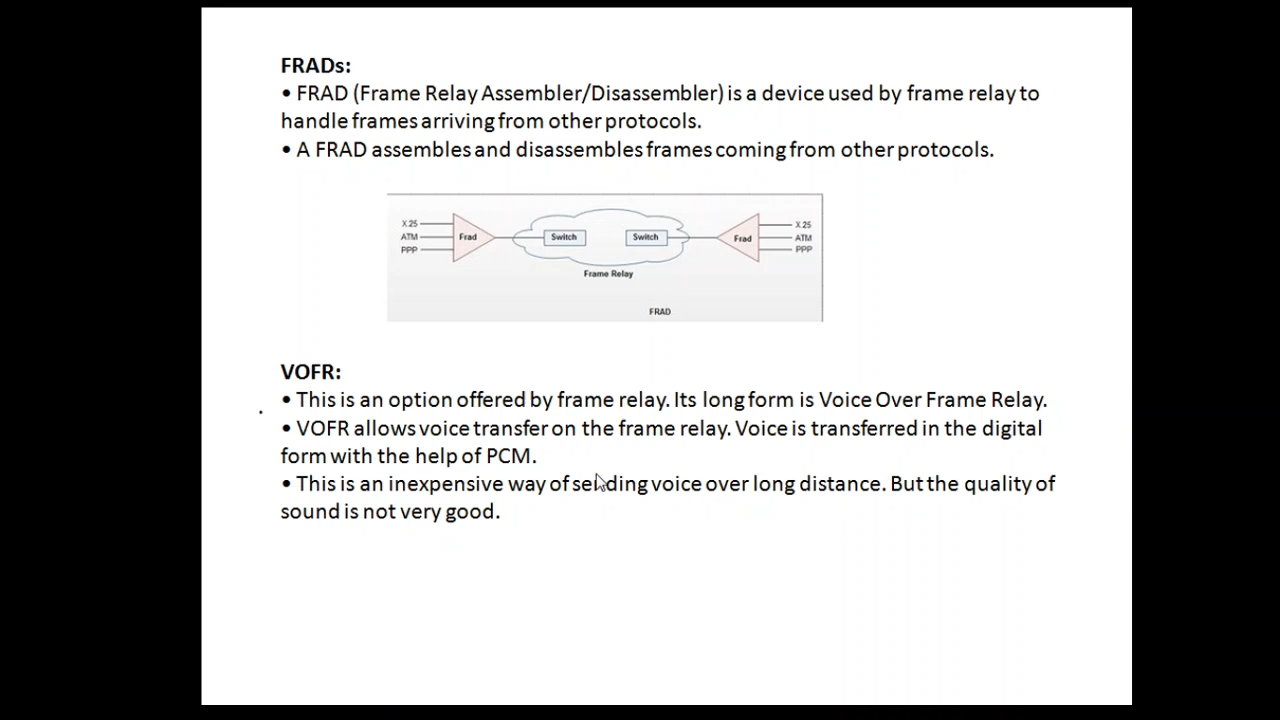 FRADs:
• FRAD (Frame Relay Assembler/Disassembler) is a device used by frame relay to
handle frames arriving from other protocols.
• A FRAD assembles and disassembles frames coming from other protocols.
X.25
ATM
PPP
Frad
Switch
Switch
Frad
X.25
ATM
PPP
Frame Relay
FRAD
VOFR:
• This is an option offered by frame relay. Its long form is Voice Over Frame Relay.
• VOFR allows voice transfer on the frame relay. Voice is transferred in the digital
form with the help of PCM.
• This is an inexpensive way of sending voice over long distance. But the quality of
sound is not very good.